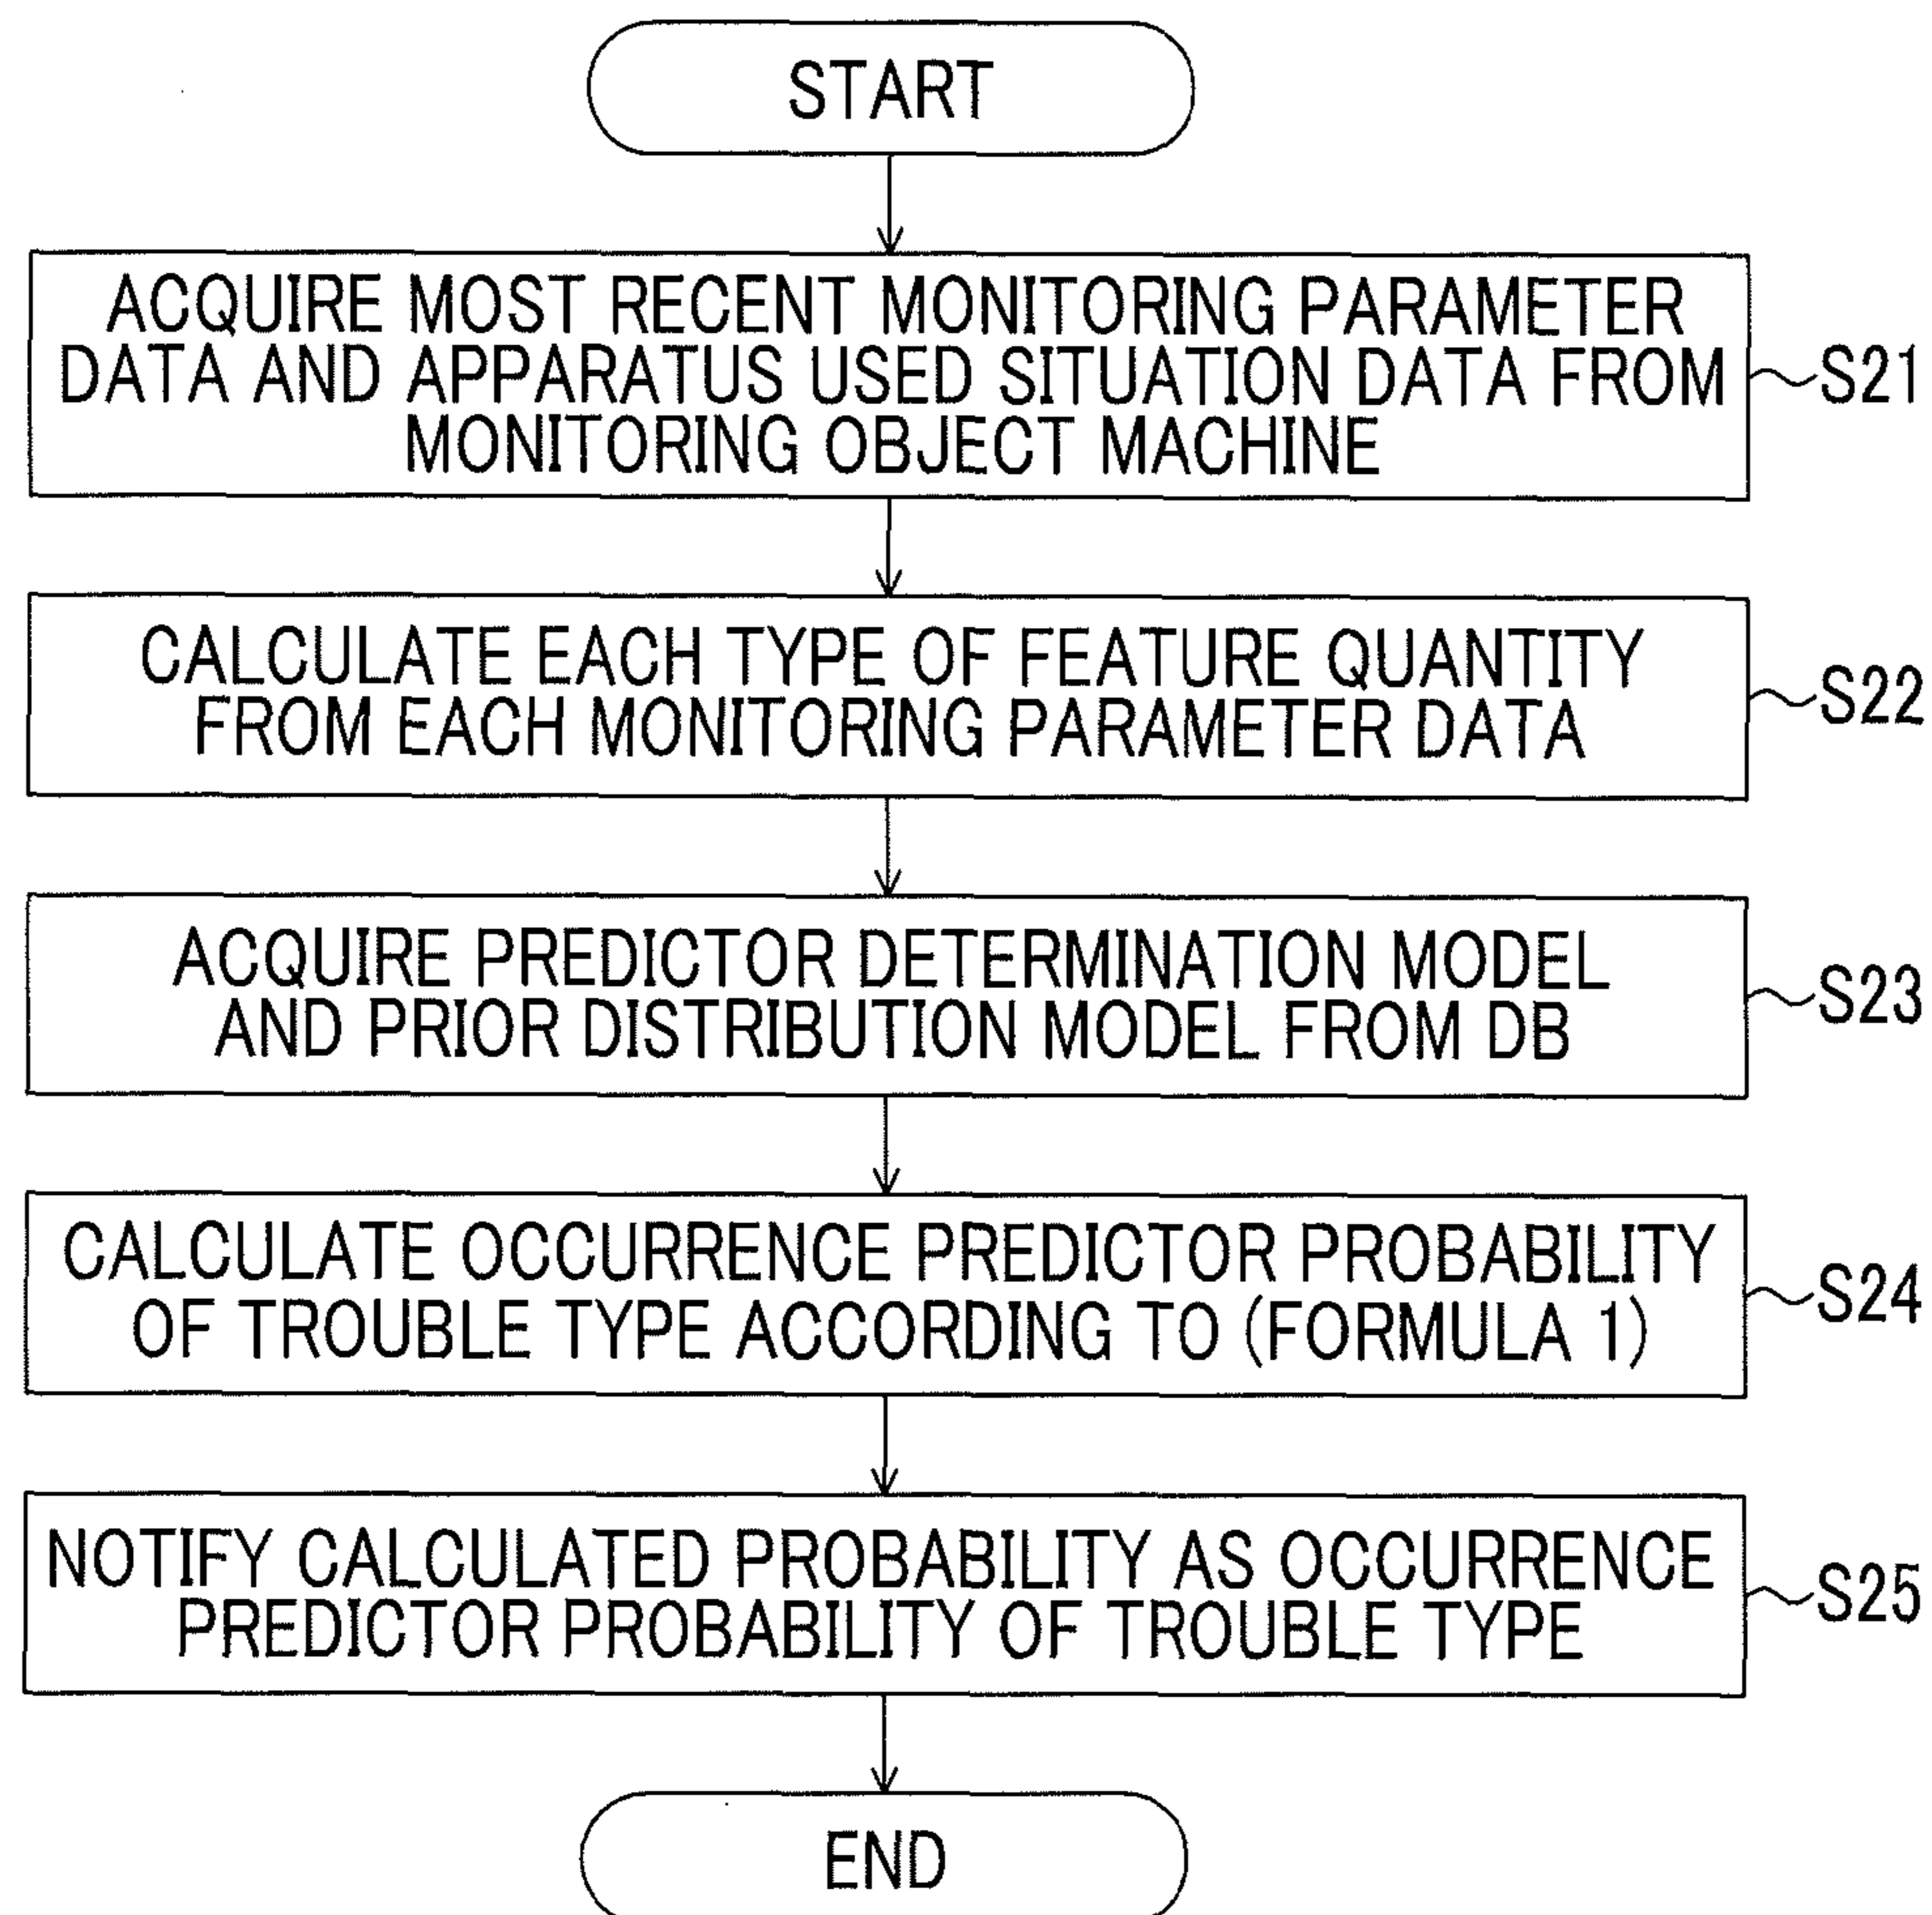 START
ACQUIRE MOST RECENT MONITORING PARAMETER
DATA AND APPARATUS USED SITUATION DATA FROM
MONITORING OBJECT MACHINE
S21
CALCULATE EACH TYPE OF FEATURE QUANTITY
FROM EACH MONITORING PARAMETER DATA
S22
ACQUIRE PREDICTOR DETERMINATION MODEL
AND PRIOR DISTRIBUTION MODEL FROM DB
S23
CALCULATE OCCURRENCE PREDICTOR PROBABILITY
OF TROUBLE TYPE ACCORDING TO (FORMULA 1)
S24
NOTIFY CALCULATED PROBABILITY AS OCCURRENCE
PREDICTOR PROBABILITY OF TROUBLE TYPE
S25
END